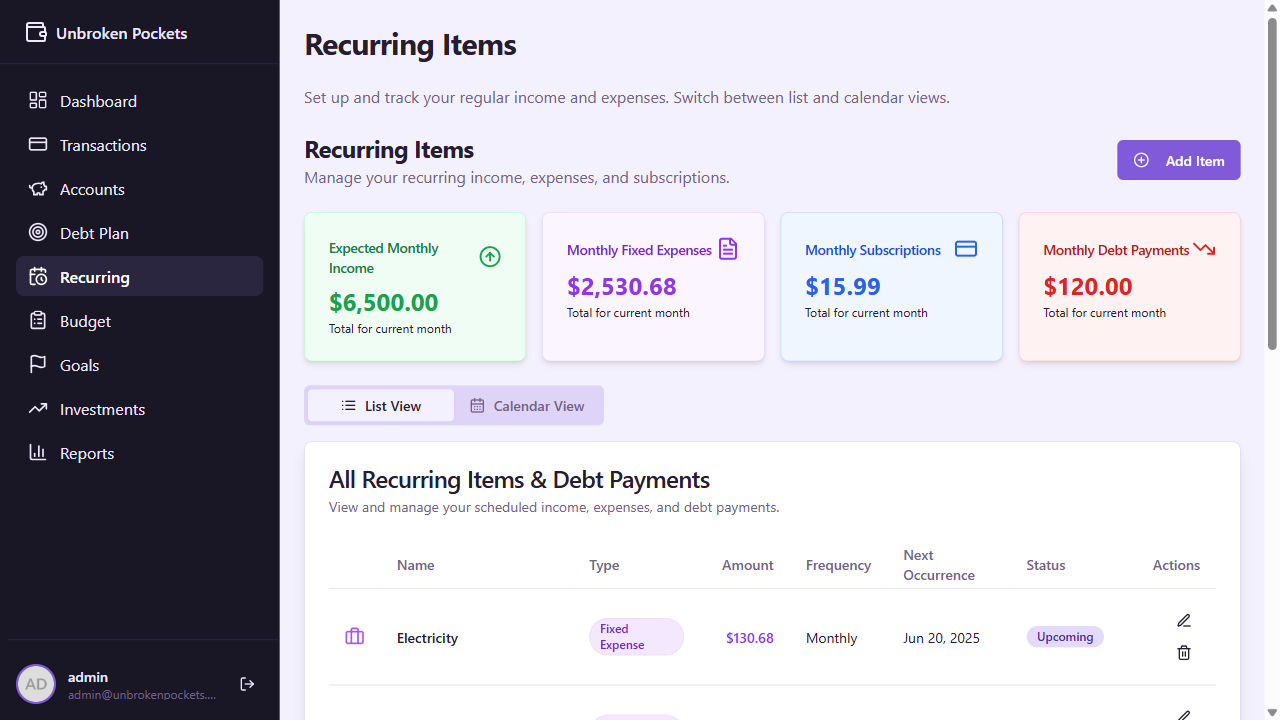 Unbroken Pockets
Dashboard
Transactions
Accounts
Debt Plan
Recurring
Budget
Goals
Investments
Reports
AD
admin
admin@unbrokenpockets....
Recurring Items
Set up and track your regular income and expenses. Switch between list and calendar views.
Recurring Items
Manage your recurring income, expenses, and subscriptions.
Add Item
Expected Monthly
Income
$6,500.00
Total for current month
Monthly Fixed Expenses
$2,530.68
Total for current month
Monthly Subscriptions
$15.99
Total for current month
Monthly Debt Payments
$120.00
Total for current month
List View
Calendar View
All Recurring Items & Debt Payments
View and manage your scheduled income, expenses, and debt payments.
Name
Type
Amount
Frequency
Next
Occurrence
Status
Actions
Electricity
Fixed
Expense
$130.68
Monthly
Jun 20, 2025
Upcoming